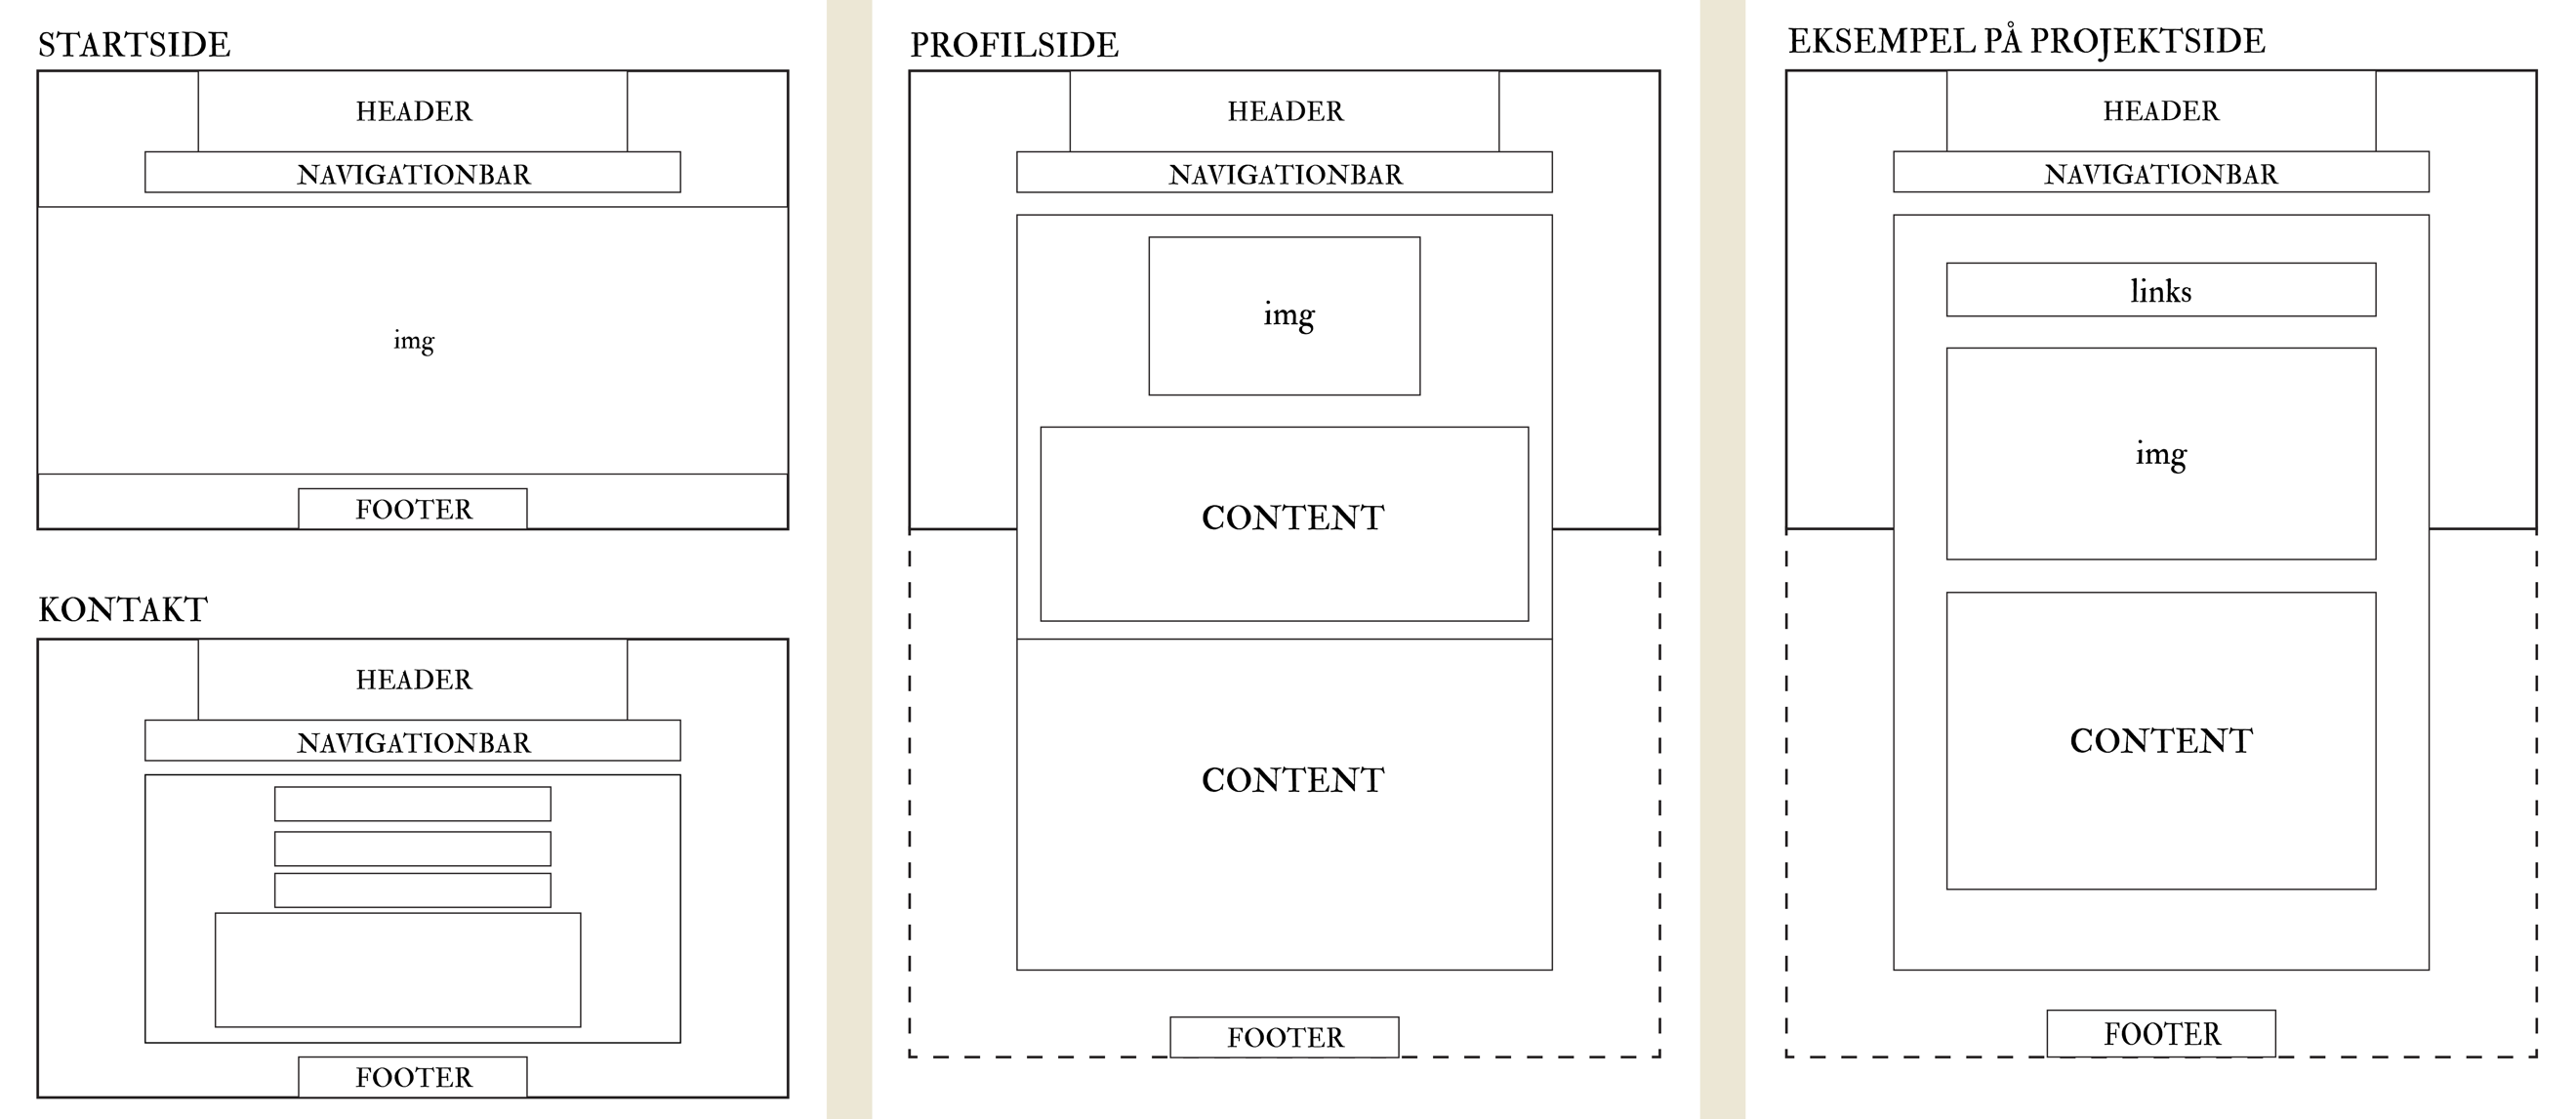 STARTSIDE
HEADER
NAVIGATIONBAR
img
FOOTER
KONTAKT
HEADER
NAVIGATIONBAR
FOOTER
PROFILSIDE
HEADER
NAVIGATIONBAR
img
CONTENT
CONTENT
FOOTER
EKSEMPEL PÅ PROJEKTSIDE
HEADER
NAVIGATIONBAR
links
img
CONTENT
FOOTER